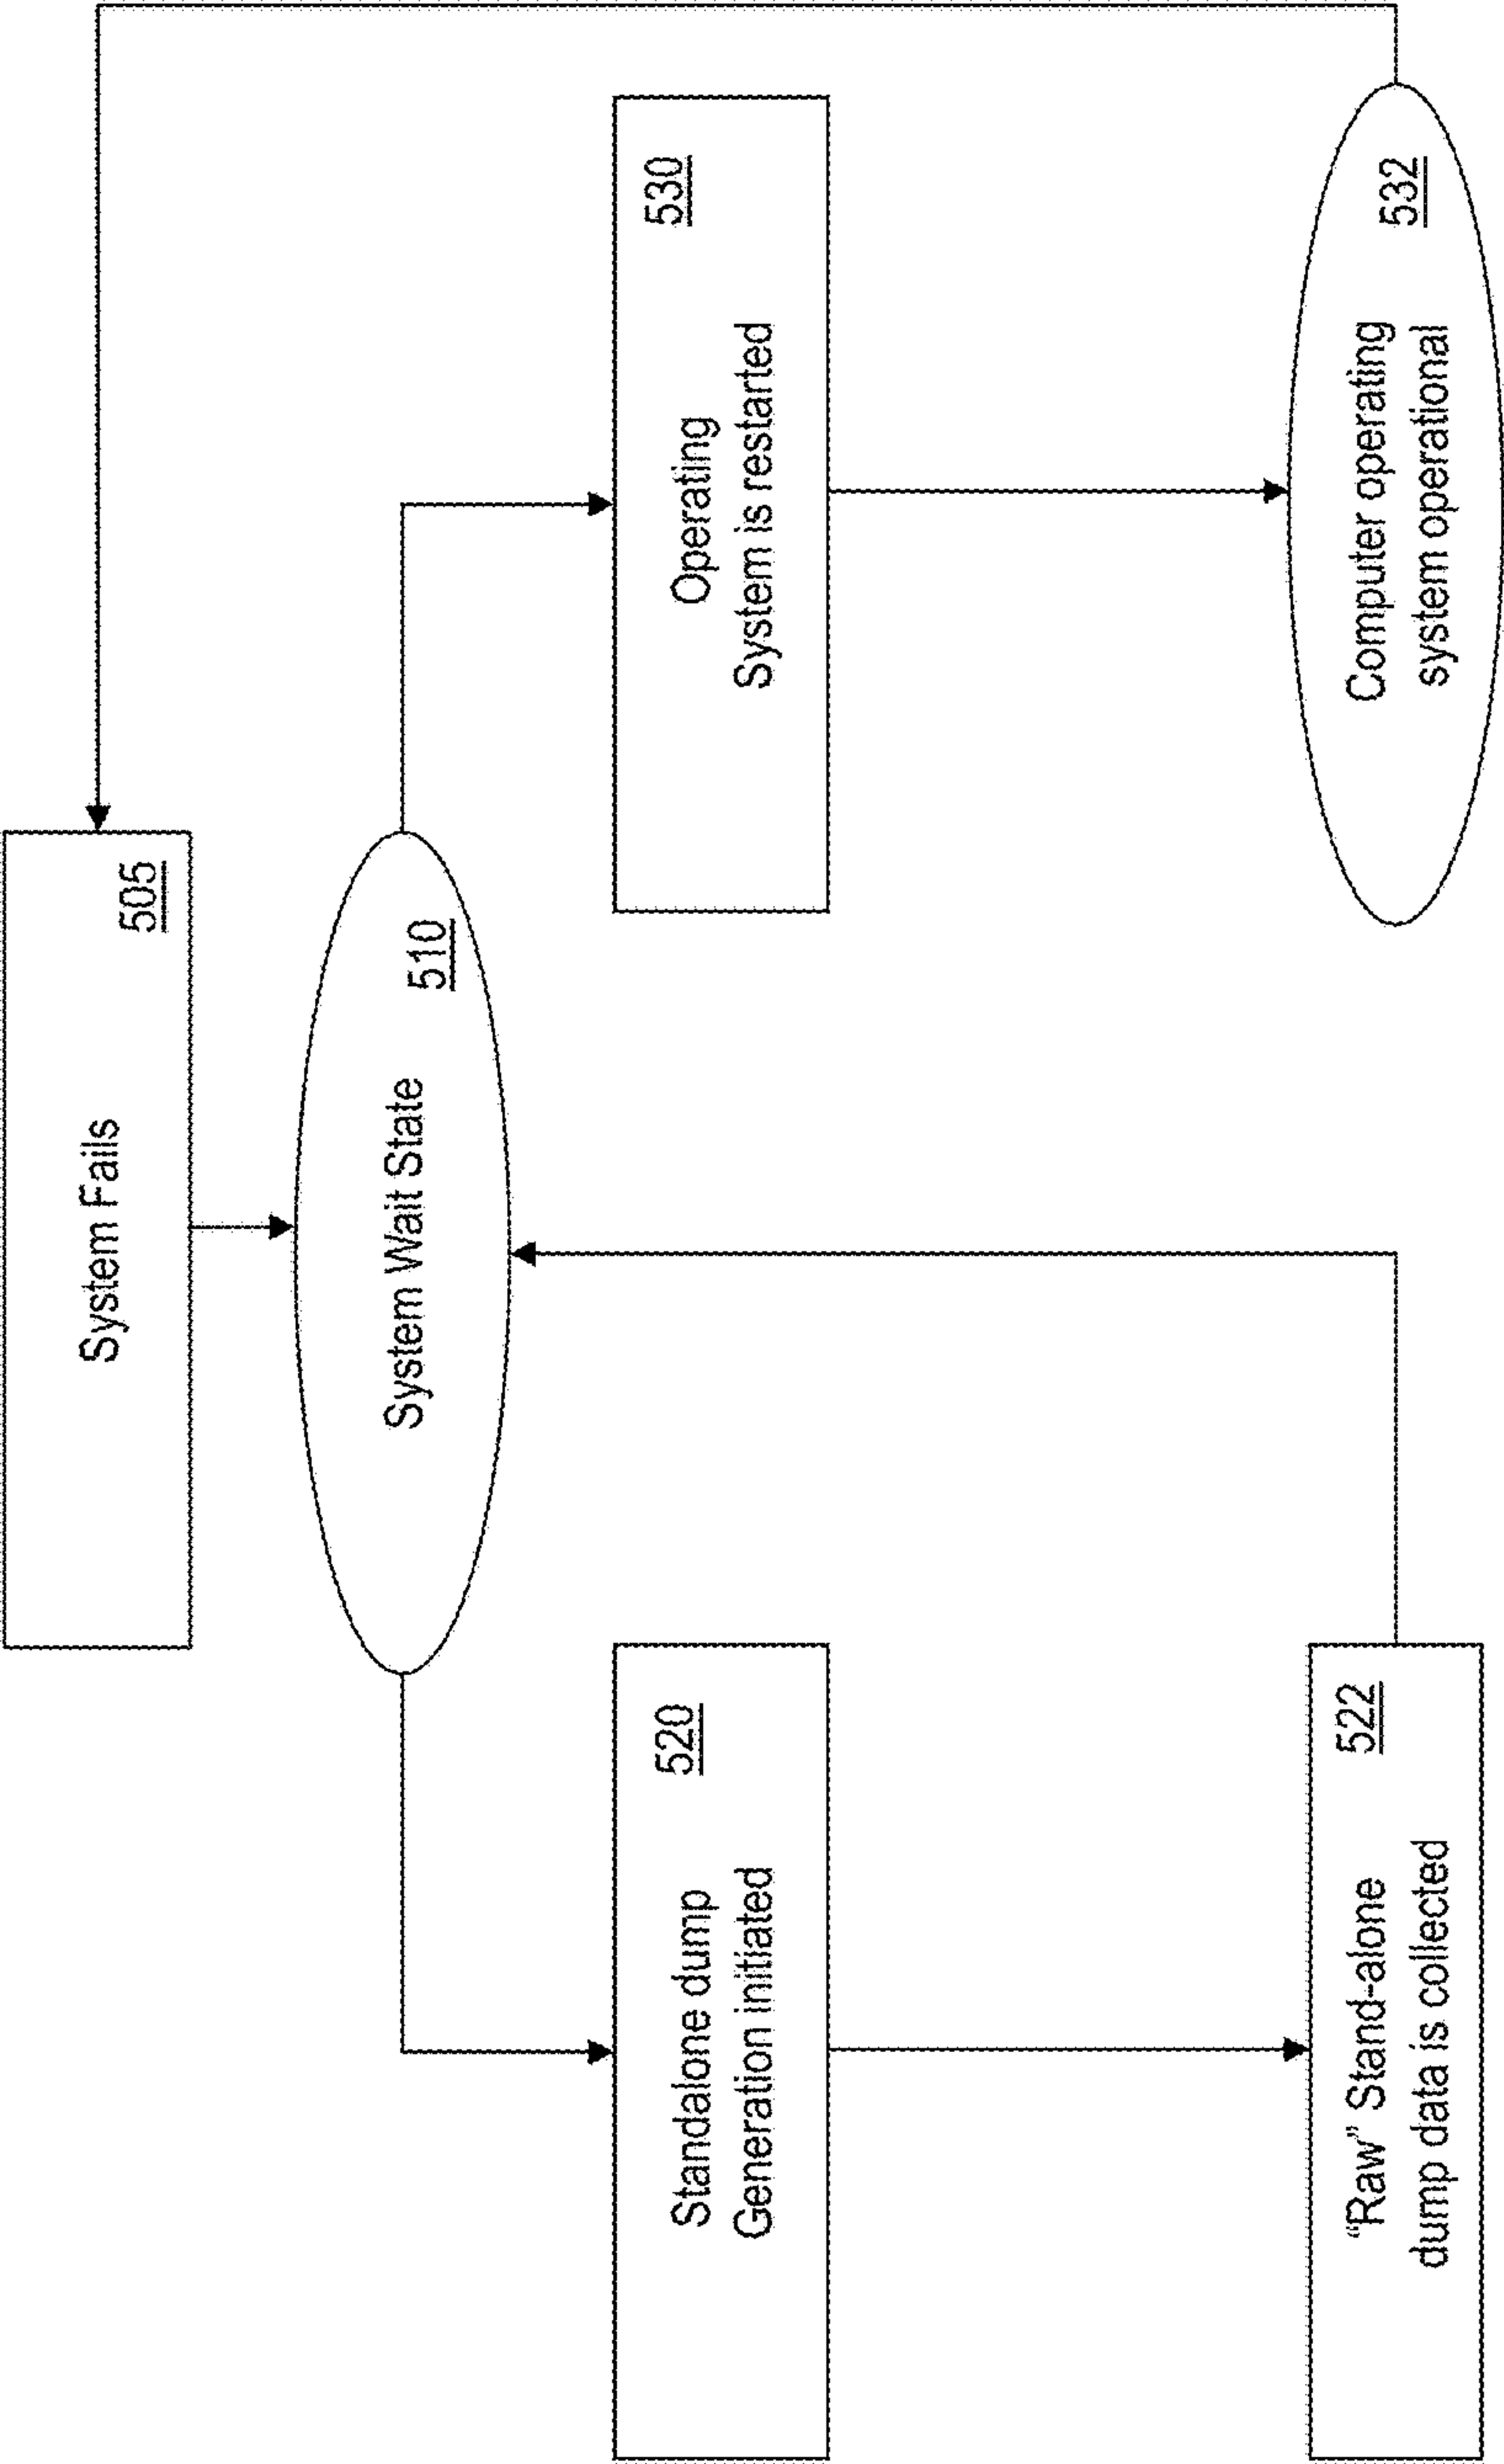 System Fails
505
System Wait State
510
Standalone dump
Generation initiated
520
Operating
System is restarted
530
“Raw” Stand-alone
dump data is collected
522
Computer operating
system operational
532